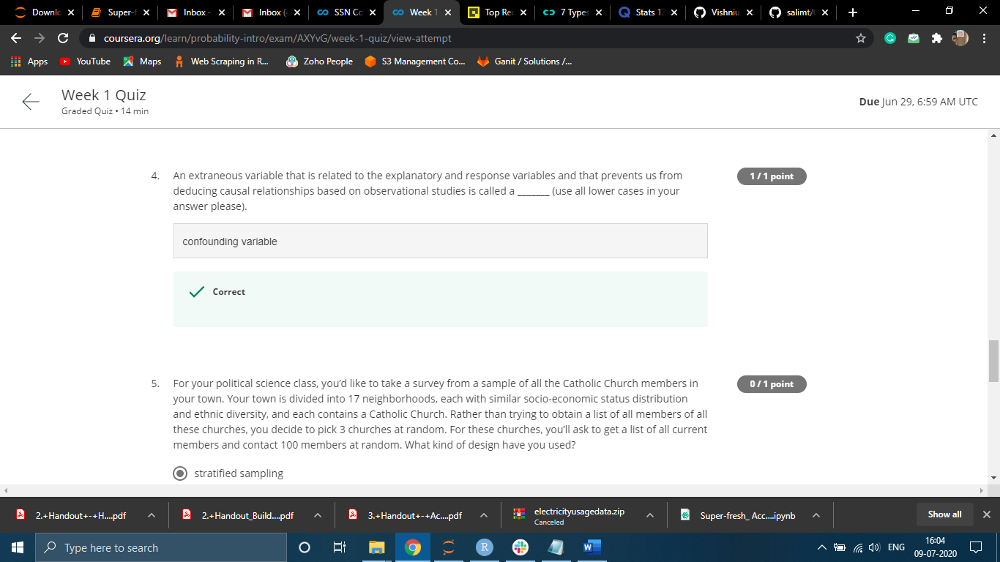 Downlo
Super-f
Inbox -
Inbox (
SSN Co
Week 1
Top Re
7 Types
Stats 13
Vishniu
salimt/
coursera.org/learn/probability-intro/exam/AXYvG/week-1-quiz/view-attempt
Apps
YouTube
Maps
Web Scraping in R...
Zoho People
S3 Management Co...
Ganit / Solutions /...
Week 1 Quiz
Graded Quiz • 14 min
Due Jun 29, 6:59 AM UTC
4. An extraneous variable that is related to the explanatory and response variables and that prevents us from
deducing causal relationships based on observational studies is called a _______ (use all lower cases in your
answer please).
1 / 1 point
confounding variable
Correct
5. For your political science class, you'd like to take a survey from a sample of all the Catholic Church members in
your town. Your town is divided into 17 neighborhoods, each with similar socio-economic status distribution
and ethnic diversity, and each contains a Catholic Church. Rather than trying to obtain a list of all members of all
these churches, you decide to pick 3 churches at random. For these churches, you'll ask to get a list of all current
members and contact 100 members at random. What kind of design have you used?
0 / 1 point
stratified sampling
2.+Handout+-+H....pdf
2.+Handout_Build....pdf
3.+Handout+-+Ac....pdf
electricityusagedata.zip
Canceled
Super-fresh_ Acc....ipynb
Show all
Type here to search
ENG
16:04
09-07-2020